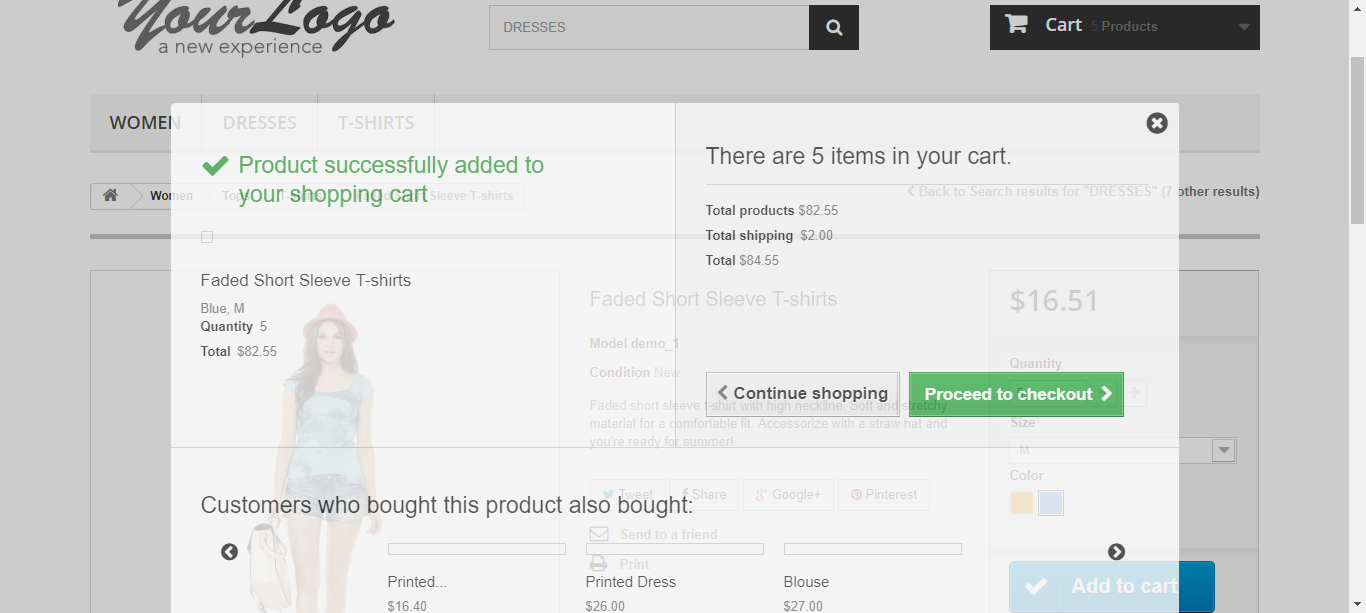 YourLogo
a new experience
DRESSES
Cart 5 Products
WOMEN DRESSES T-SHIRTS
Product successfully added to
your shopping cart
There are 5 items in your cart.
Women
Tops
Sleeve T-shirts
Back to Search results for "DRESSES" (7 other results)
Total products $82.55
Total shipping $2.00
Total $84.55
Faded Short Sleeve T-shirts
Blue, M
Quantity 5
Total $82.55
Faded Short Sleeve T-shirts
Model demo_1
Condition New
Faded short sleeve t-shirt with high neckline. Soft and stretchy
material for a comfortable fit. Accessorize with a straw hat and
you're ready for summer!
$16.51
Quantity
Size
M
Color
Continue shopping
Proceed to checkout
Tweet
Share
Google+
Pinterest
Customers who bought this product also bought:
Send to a friend
Print
Add to cart
Printed...
$16.40
Printed Dress
$26.00
Blouse
$27.00